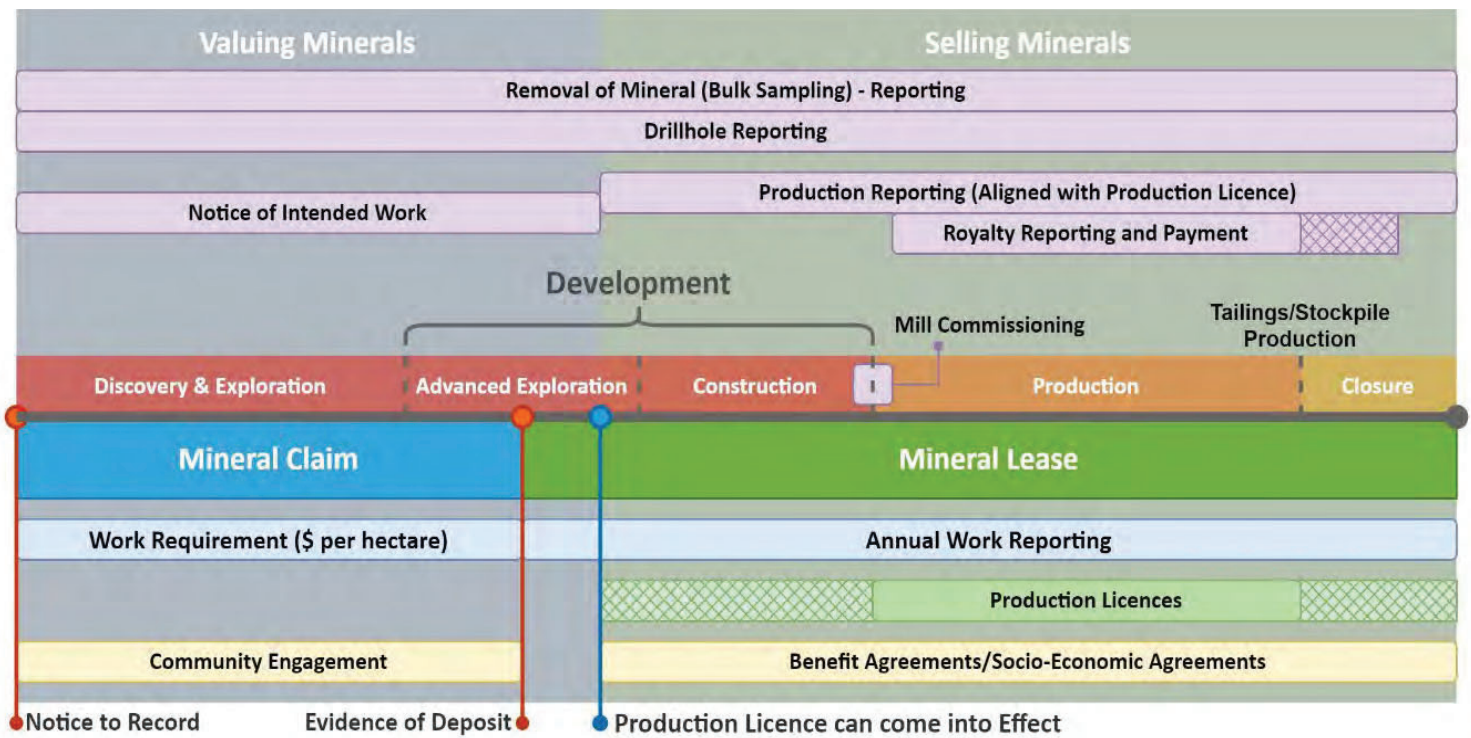 Valuing Minerals
Selling Minerals
Removal of Mineral (Bulk Sampling) - Reporting
Drillhole Reporting
Notice of Intended Work
Production Reporting (Aligned with Production Licence)
Royalty Reporting and Payment
Development
Mill Commissioning
Tailings/Stockpile
Production
Discovery & Exploration
Advanced Exploration
Construction
Production
Closure
Mineral Claim
Mineral Lease
Work Requirement ($ per hectare)
Annual Work Reporting
Production Licences
Community Engagement
Benefit Agreements/Socio-Economic Agreements
Notice to Record
Evidence of Deposit
Production Licence can come into Effect